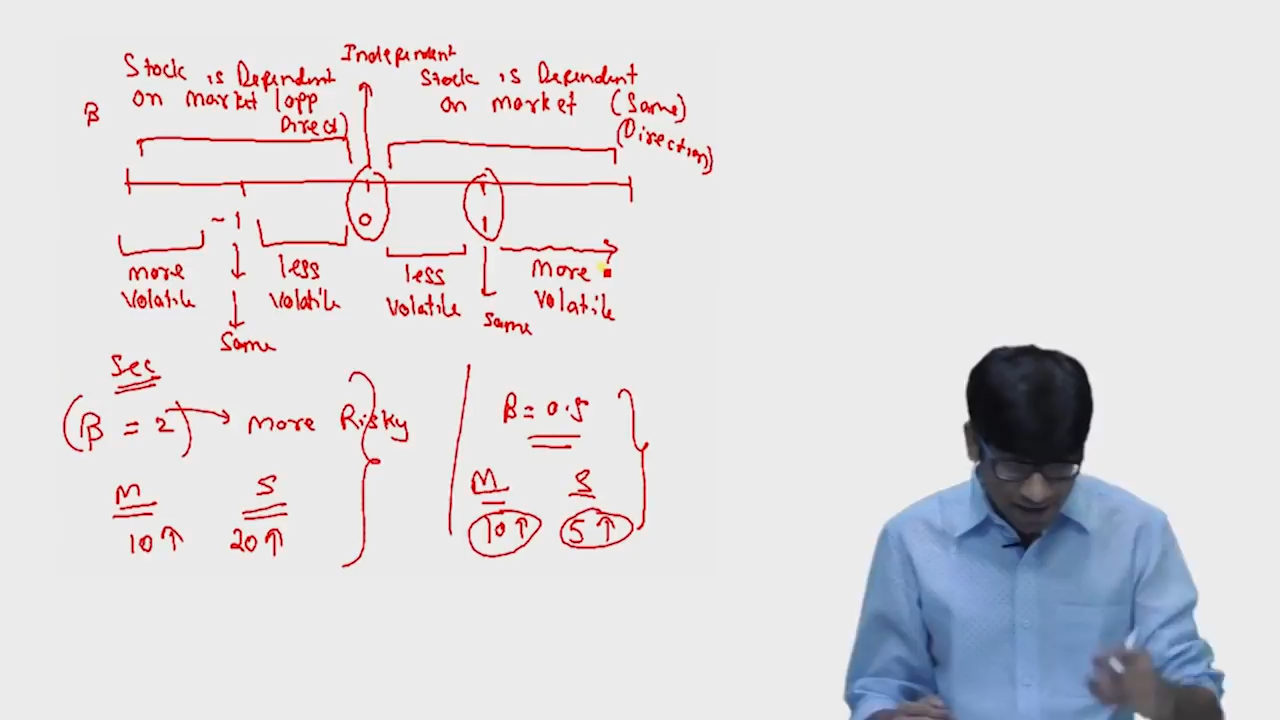 Independent
Stock is Dependent
on market (opp
Direct)
Stock is Dependent
on market (Same)
(Direction)
B
-1
0
1
more
volatile
less
volatile
less
volatile
more
volatile
Same
Same
Sec
(B = 2) → more Risky
M S
10↑ 20↑
B = 0.5
M S
10↑ 5↑